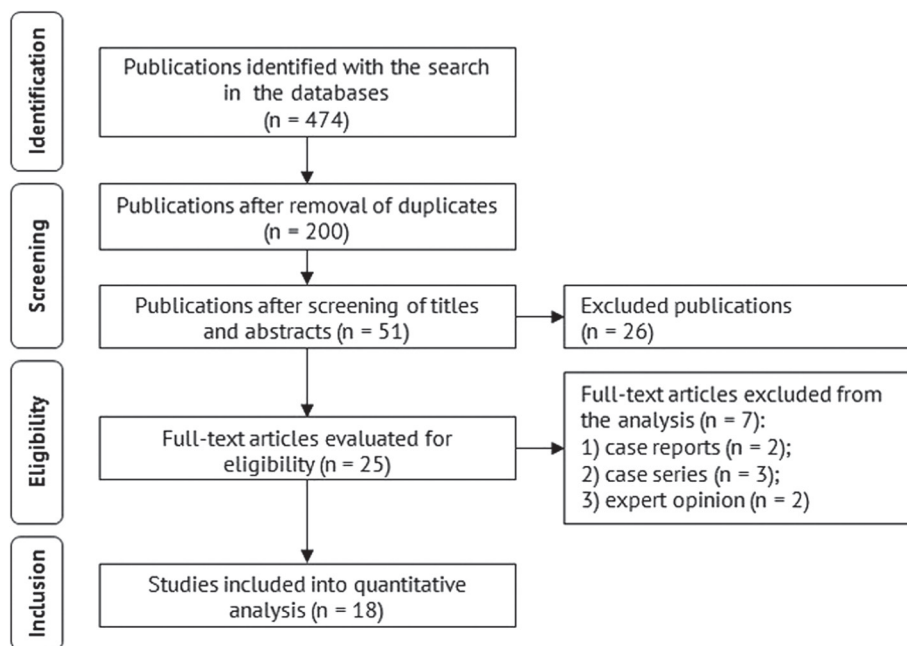 Identification
Publications identified with the search
in the databases
(n = 474)
Screening
Publications after removal of duplicates
(n = 200)
Publications after screening of titles
and abstracts (n = 51)
Excluded publications
(n = 26)
Eligibility
Full-text articles evaluated for
eligibility (n = 25)
Full-text articles excluded from
the analysis (n = 7):
1) case reports (n = 2);
2) case series (n = 3);
3) expert opinion (n = 2)
Inclusion
Studies included into quantitative
analysis (n = 18)